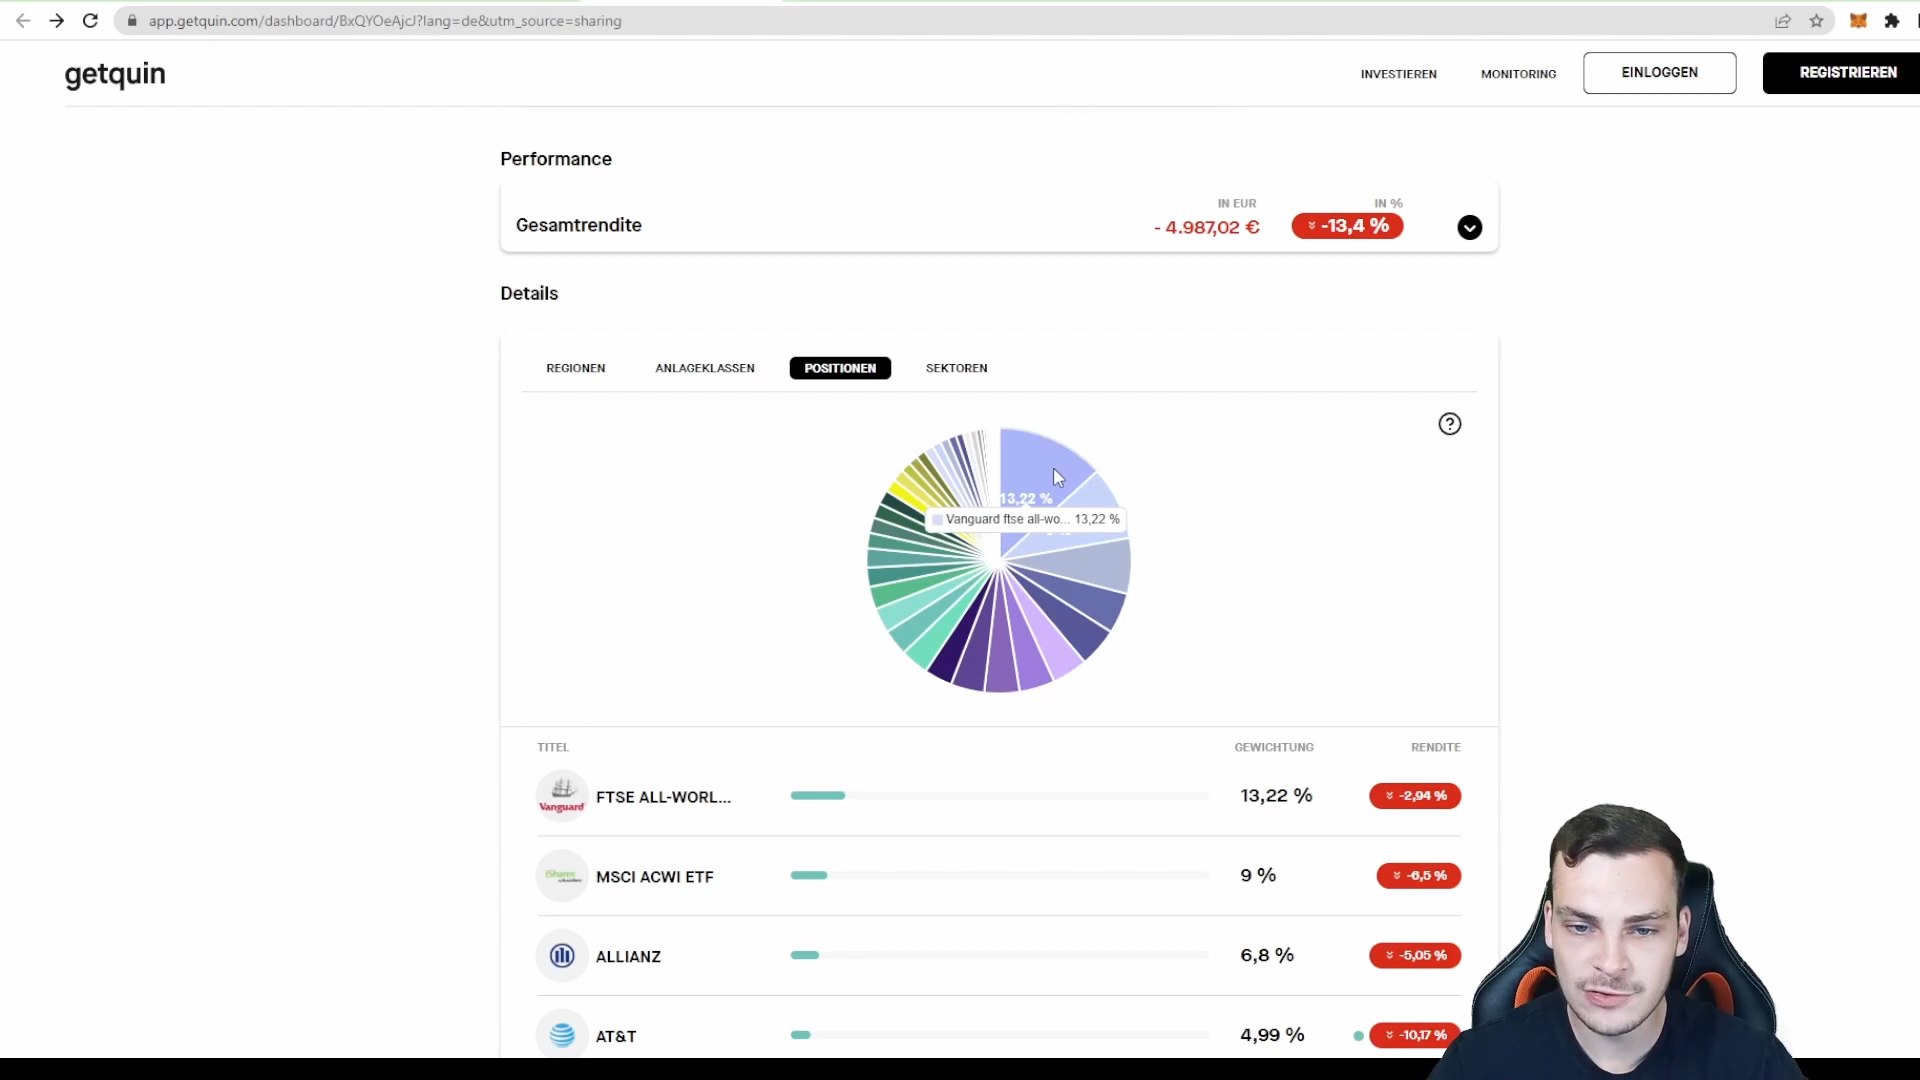 app.getquin.com/dashboard/BxQYOeAjcJ?lang=de&utm_source=sharing
getquin
INVESTIEREN
MONITORING
EINLOGGEN
REGISTRIEREN
Performance
IN EUR
IN %
Gesamtrendite
- 4.987,02 €
-13,4 %
Details
REGIONEN
ANLAGEKLASSEN
POSITIONEN
SEKTOREN
?
13,22 %
Vanguard ftse all-wo... 13,22 %
TITEL
GEWICHTUNG
RENDITE
Vanguard
FTSE ALL-WORL...
13,22 %
-2,94 %
iShares
MSCI ACWI ETF
9 %
-6,5 %
ALLIANZ
6,8 %
-5,05 %
AT&T
4,99 %
-10,17 %